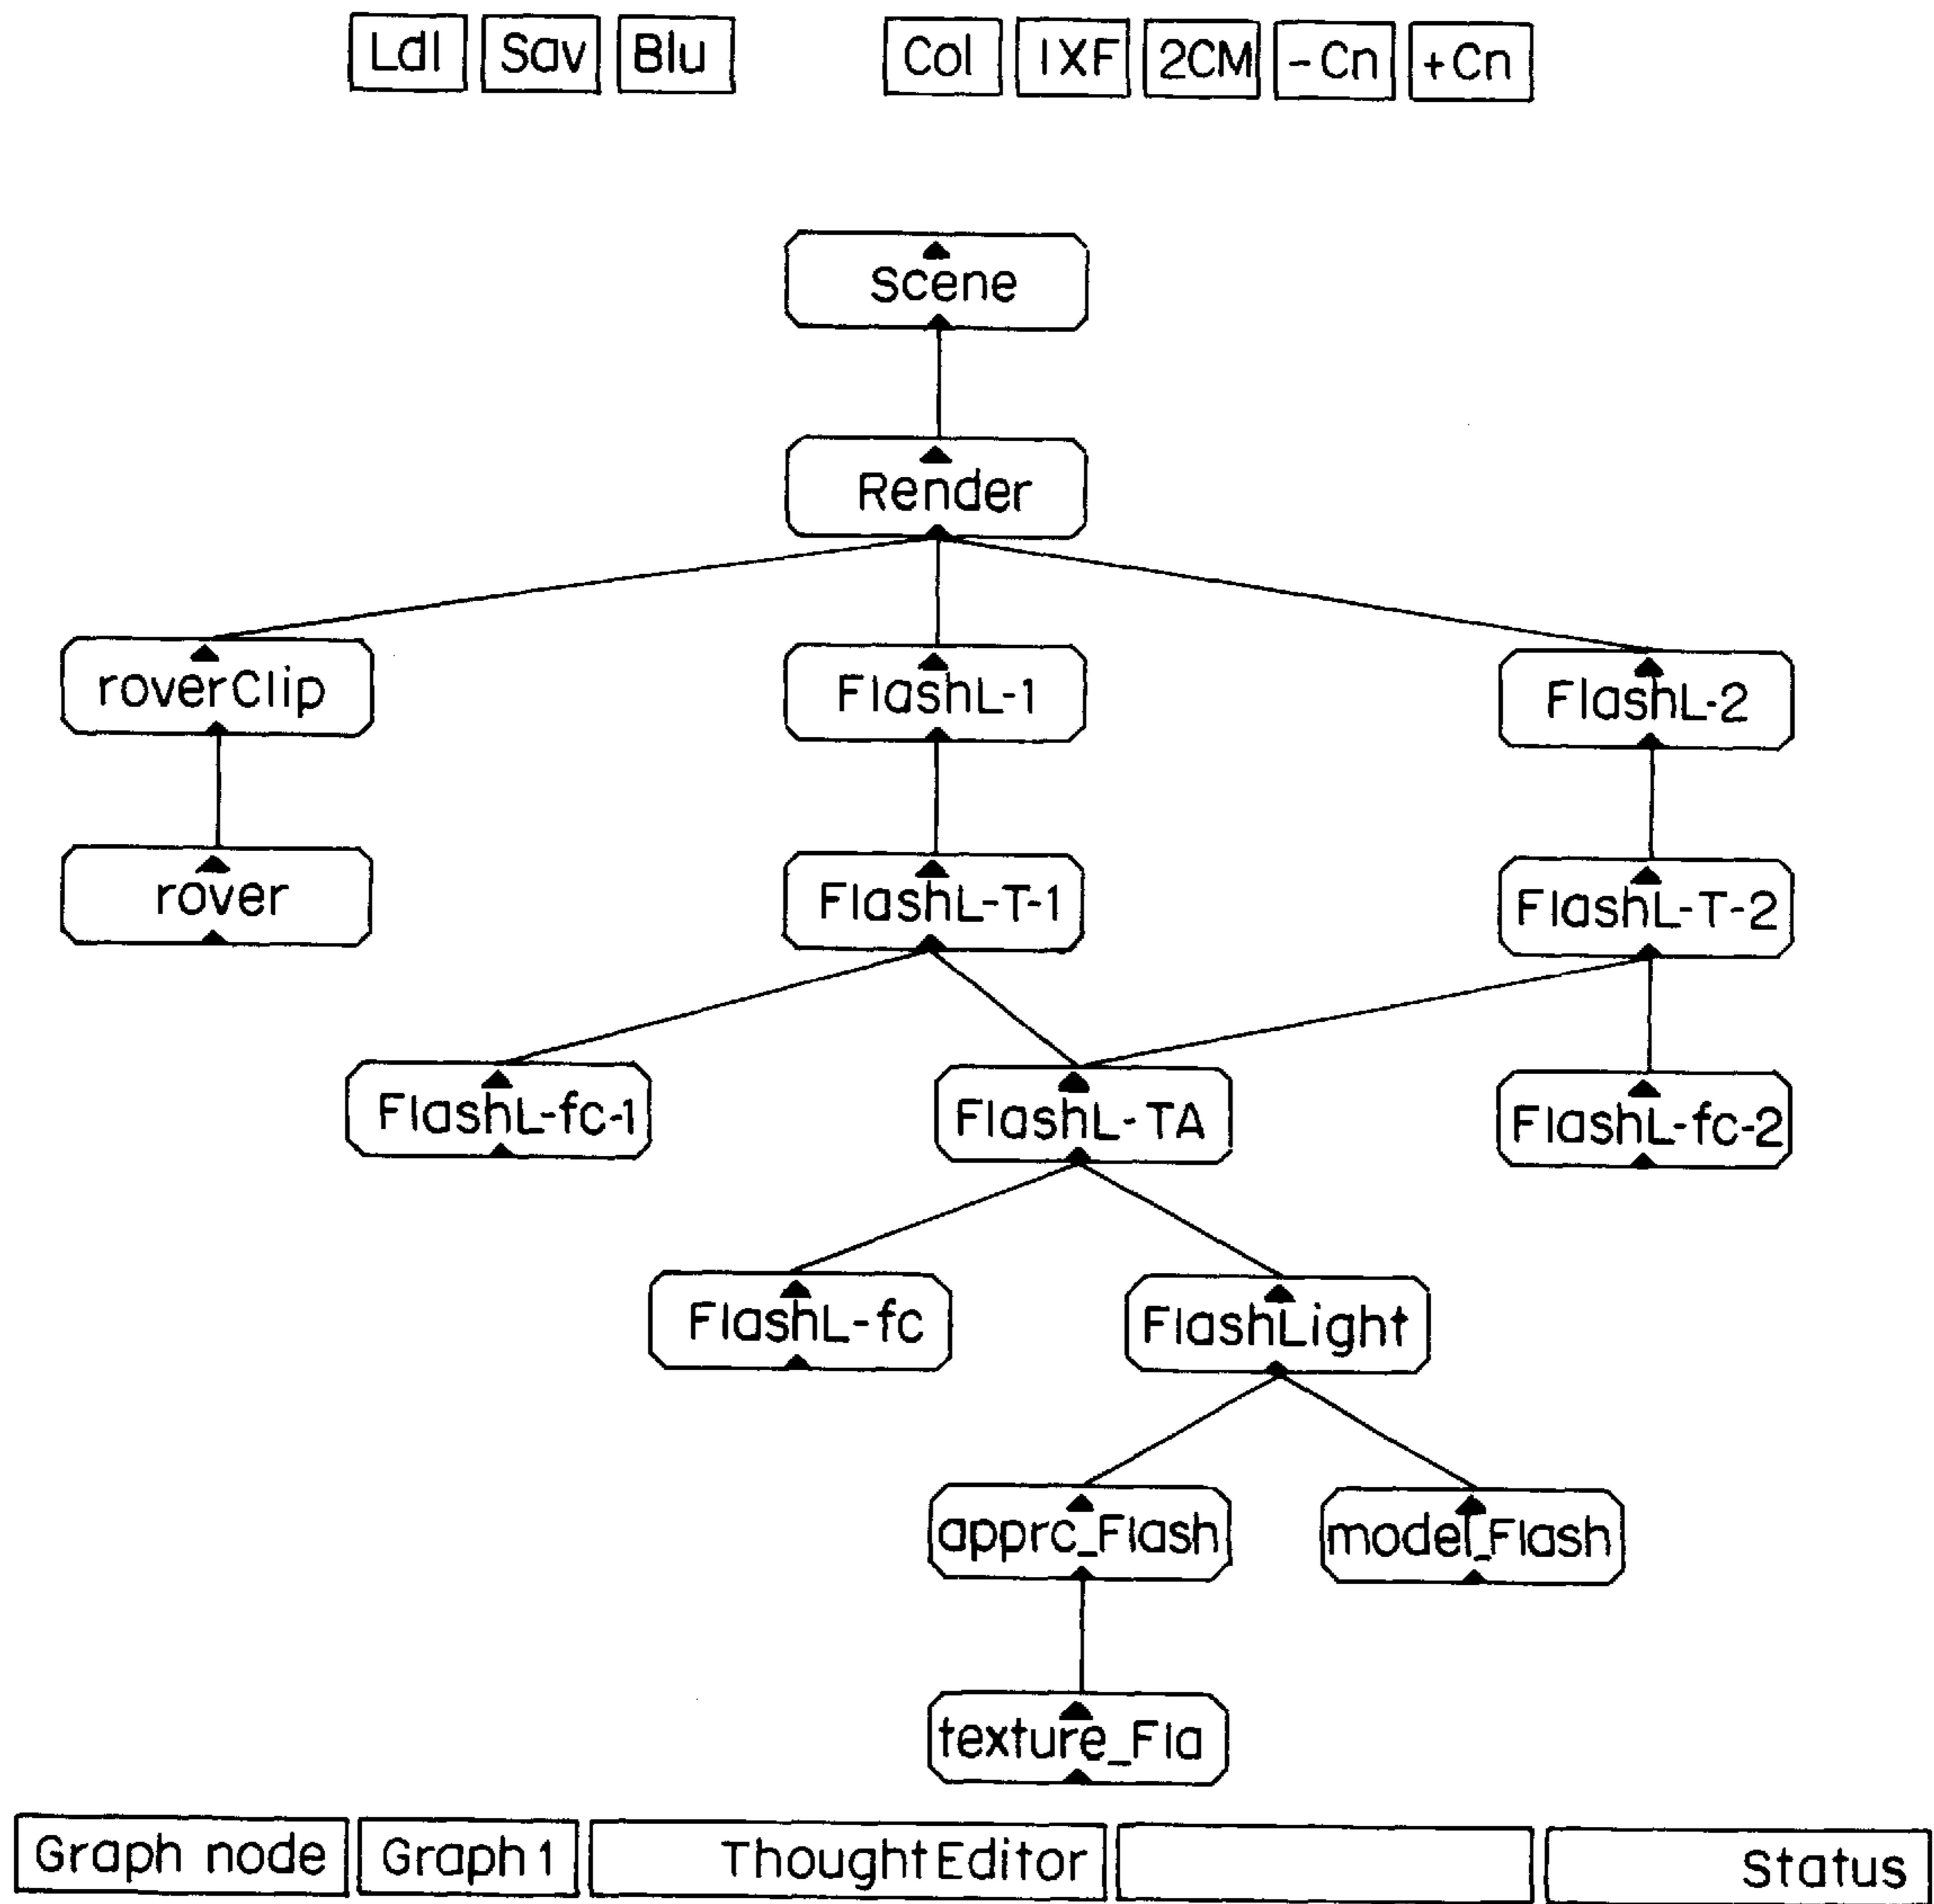 Ldl Sav Blu Col 1XF 2CM -Cn +Cn
scene
Render
roverClip FlashL-1 FlashL-2
rover FlashL-T-1 FlashL-T-2
FlashL-fc-1 FlashL-TA FlashL-fc-2
FlashL-fc FlashLight
apprc_Flash model_Flash
texture_Fla
Graph node Graph1 ThoughtEditor Status